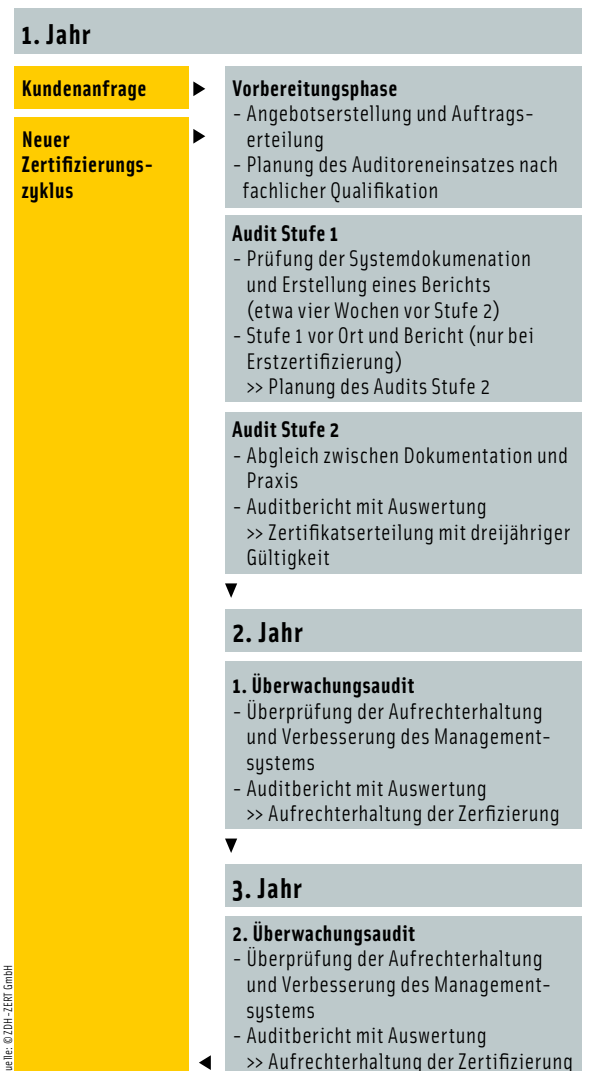 1. Jahr
Kundenanfrage
Neuer
Zertifizierungs-
zyklus
Vorbereitungsphase
- Angebotserstellung und Auftrags-
erteilung
- Planung des Auditoreneinsatzes nach
fachlicher Qualifikation
Audit Stufe 1
- Prüfung der Systemdokumenation
und Erstellung eines Berichts
(etwa vier Wochen vor Stufe 2)
- Stufe 1 vor Ort und Bericht (nur bei
Erstzertifizierung)
>> Planung des Audits Stufe 2
Audit Stufe 2
- Abgleich zwischen Dokumentation und
Praxis
- Auditbericht mit Auswertung
>> Zertifikatserteilung mit dreijähriger
Gültigkeit
2. Jahr
1. Überwachungsaudit
- Überprüfung der Aufrechterhaltung
und Verbesserung des Management-
systems
- Auditbericht mit Auswertung
>> Aufrechterhaltung der Zerfizierung
3. Jahr
2. Überwachungsaudit
- Überprüfung der Aufrechterhaltung
und Verbesserung des Management-
systems
- Auditbericht mit Auswertung
>> Aufrechterhaltung der Zertifizierung
uelle: © ZDH-ZERT GmbH